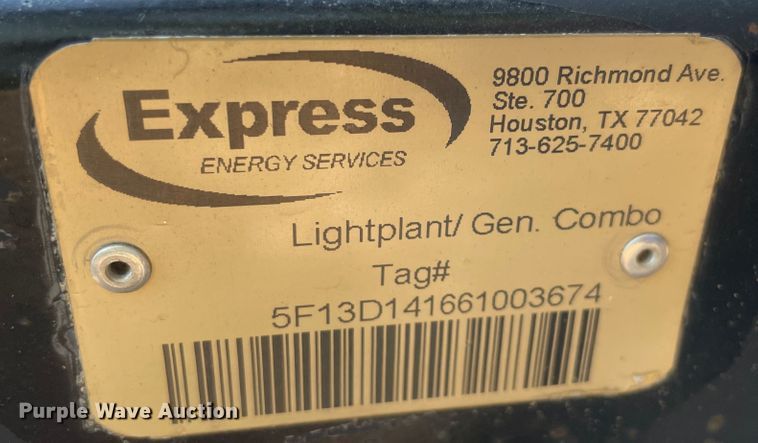 Express
ENERGY SERVICES
9800 Richmond Ave.
Ste. 700
Houston, TX 77042
713-625-7400
Lightplant/ Gen. Combo
Tag#
5F13D141661003674
Purple Wave Auction